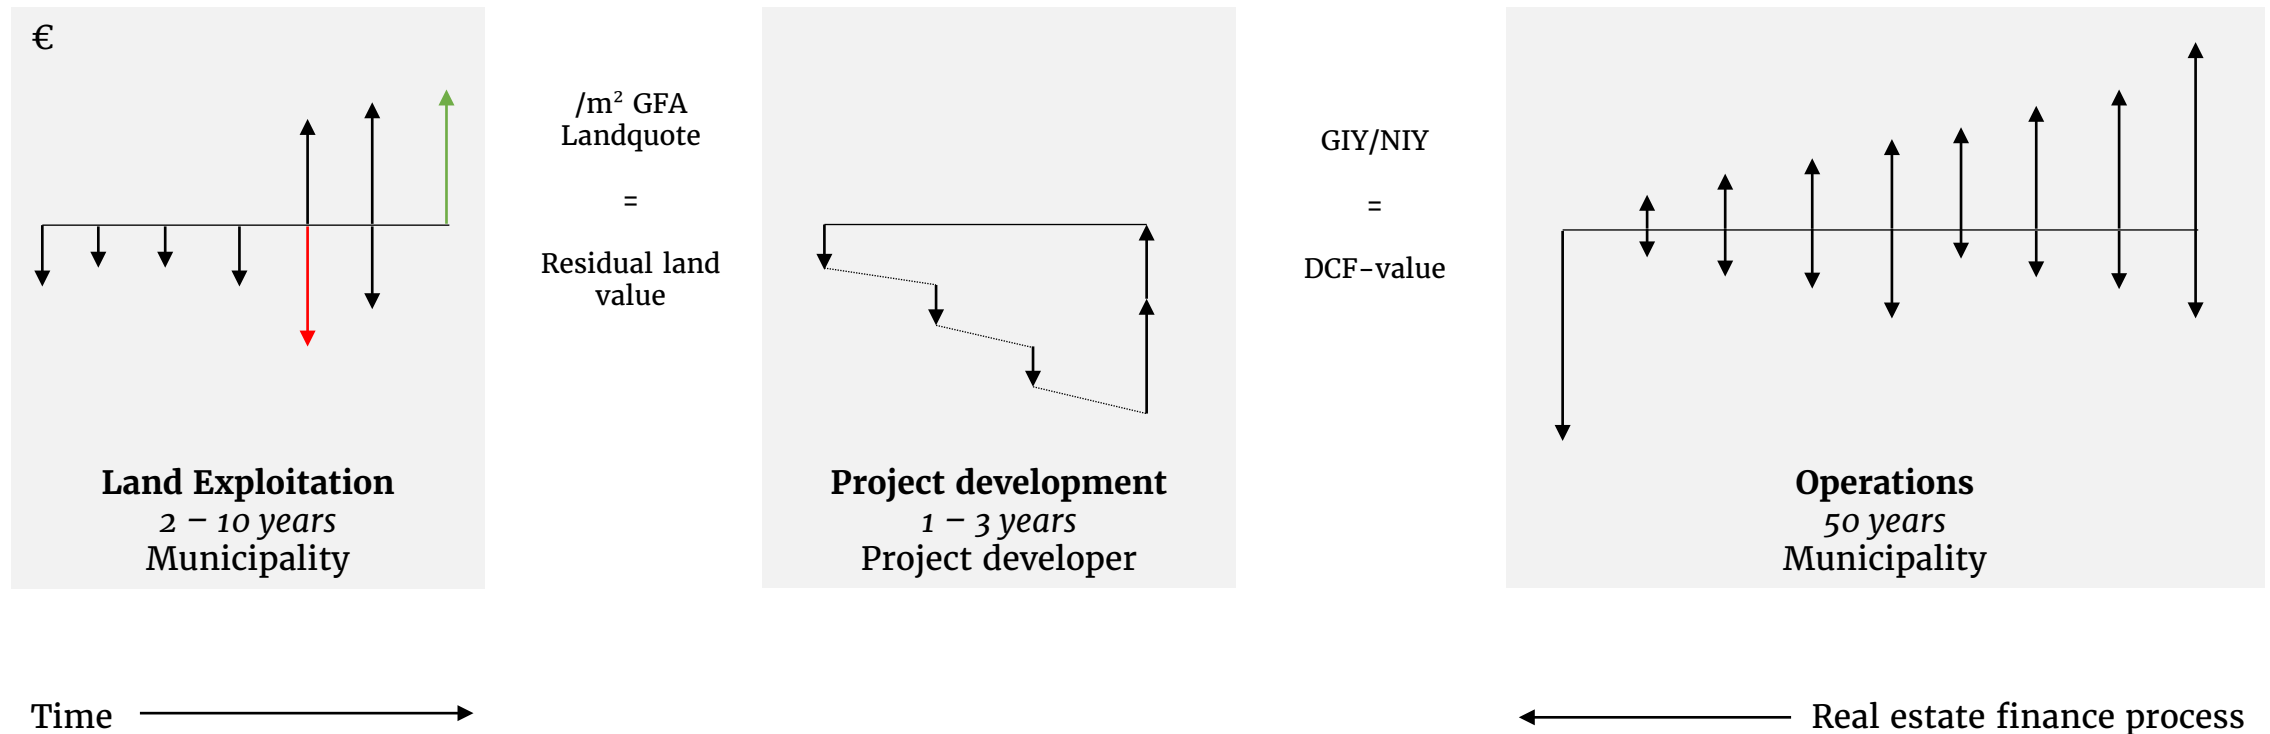 €
/m² GFA
Landquote
=
Residual land
value
GIY/NIY
=
DCF-value
Land Exploitation
2 – 10 years
Municipality
Project development
1 – 3 years
Project developer
Operations
50 years
Municipality
Time
Real estate finance process